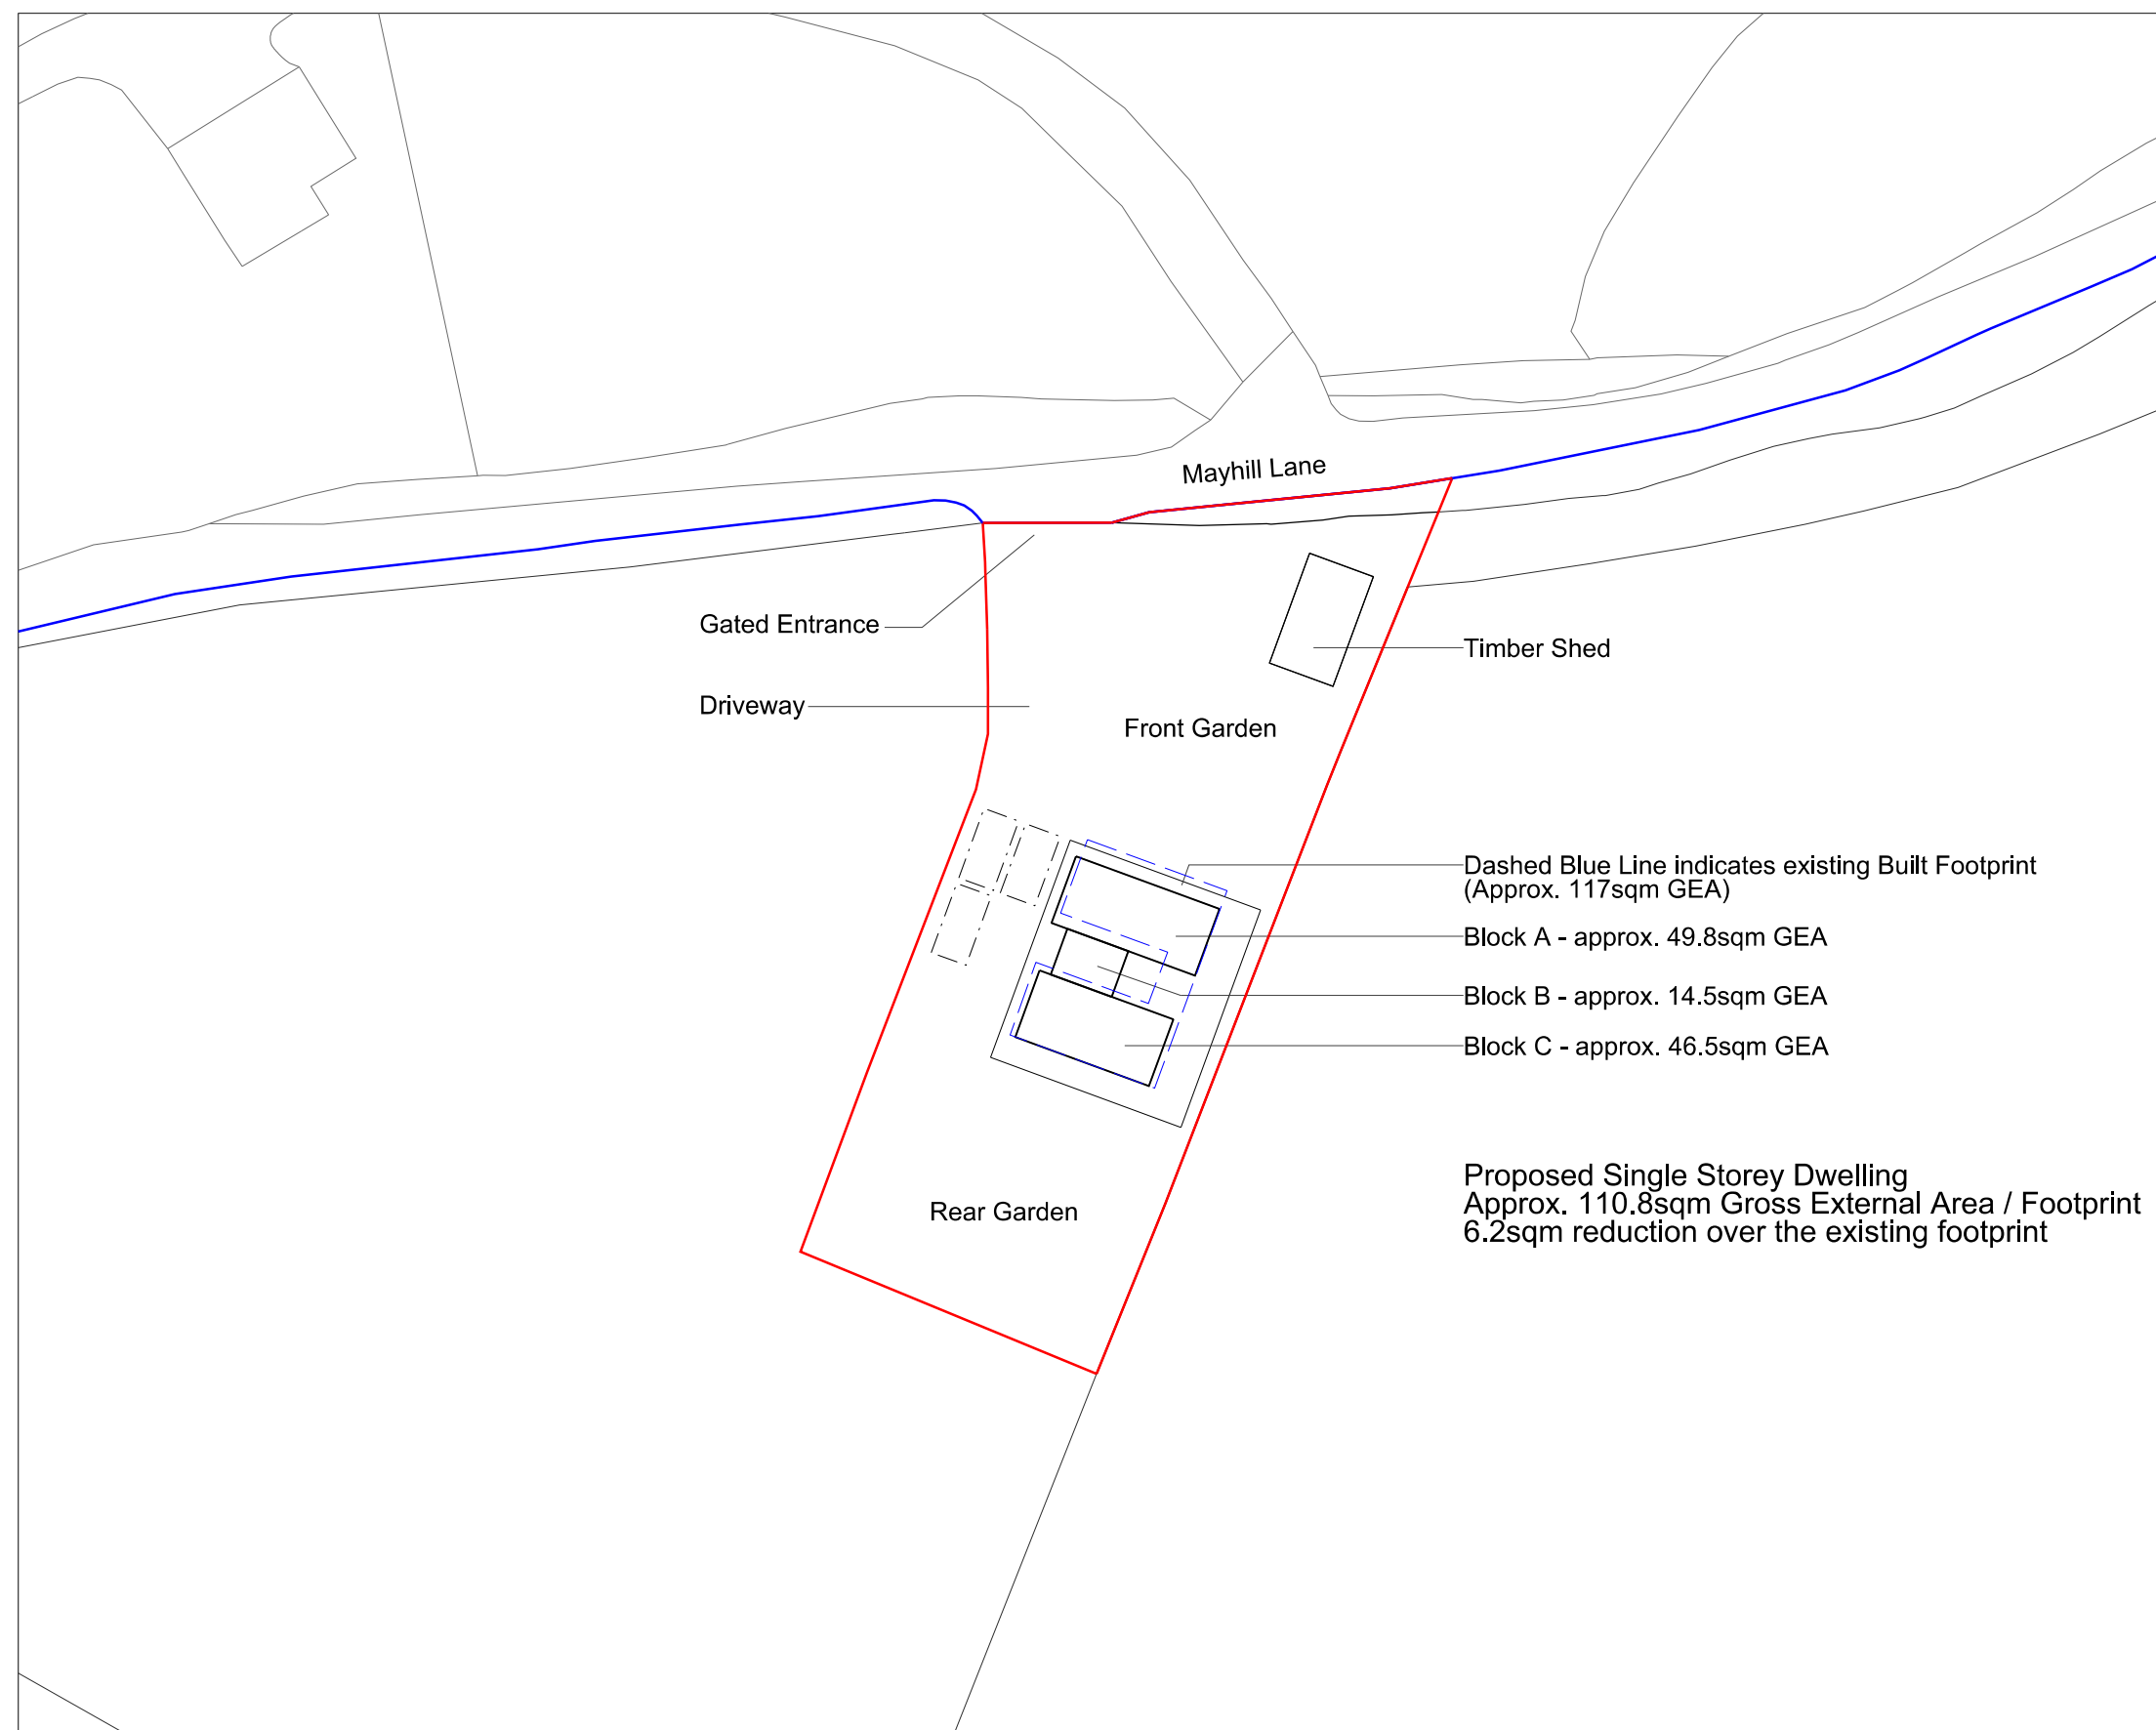 Mayhill Lane
Gated Entrance
Timber Shed
Driveway
Front Garden
Dashed Blue Line indicates existing Built Footprint
(Approx. 117sqm GEA)
Block A - approx. 49.8sqm GEA
Block B - approx. 14.5sqm GEA
Block C - approx. 46.5sqm GEA
Proposed Single Storey Dwelling
Approx. 110.8sqm Gross External Area / Footprint
6.2sqm reduction over the existing footprint
Rear Garden